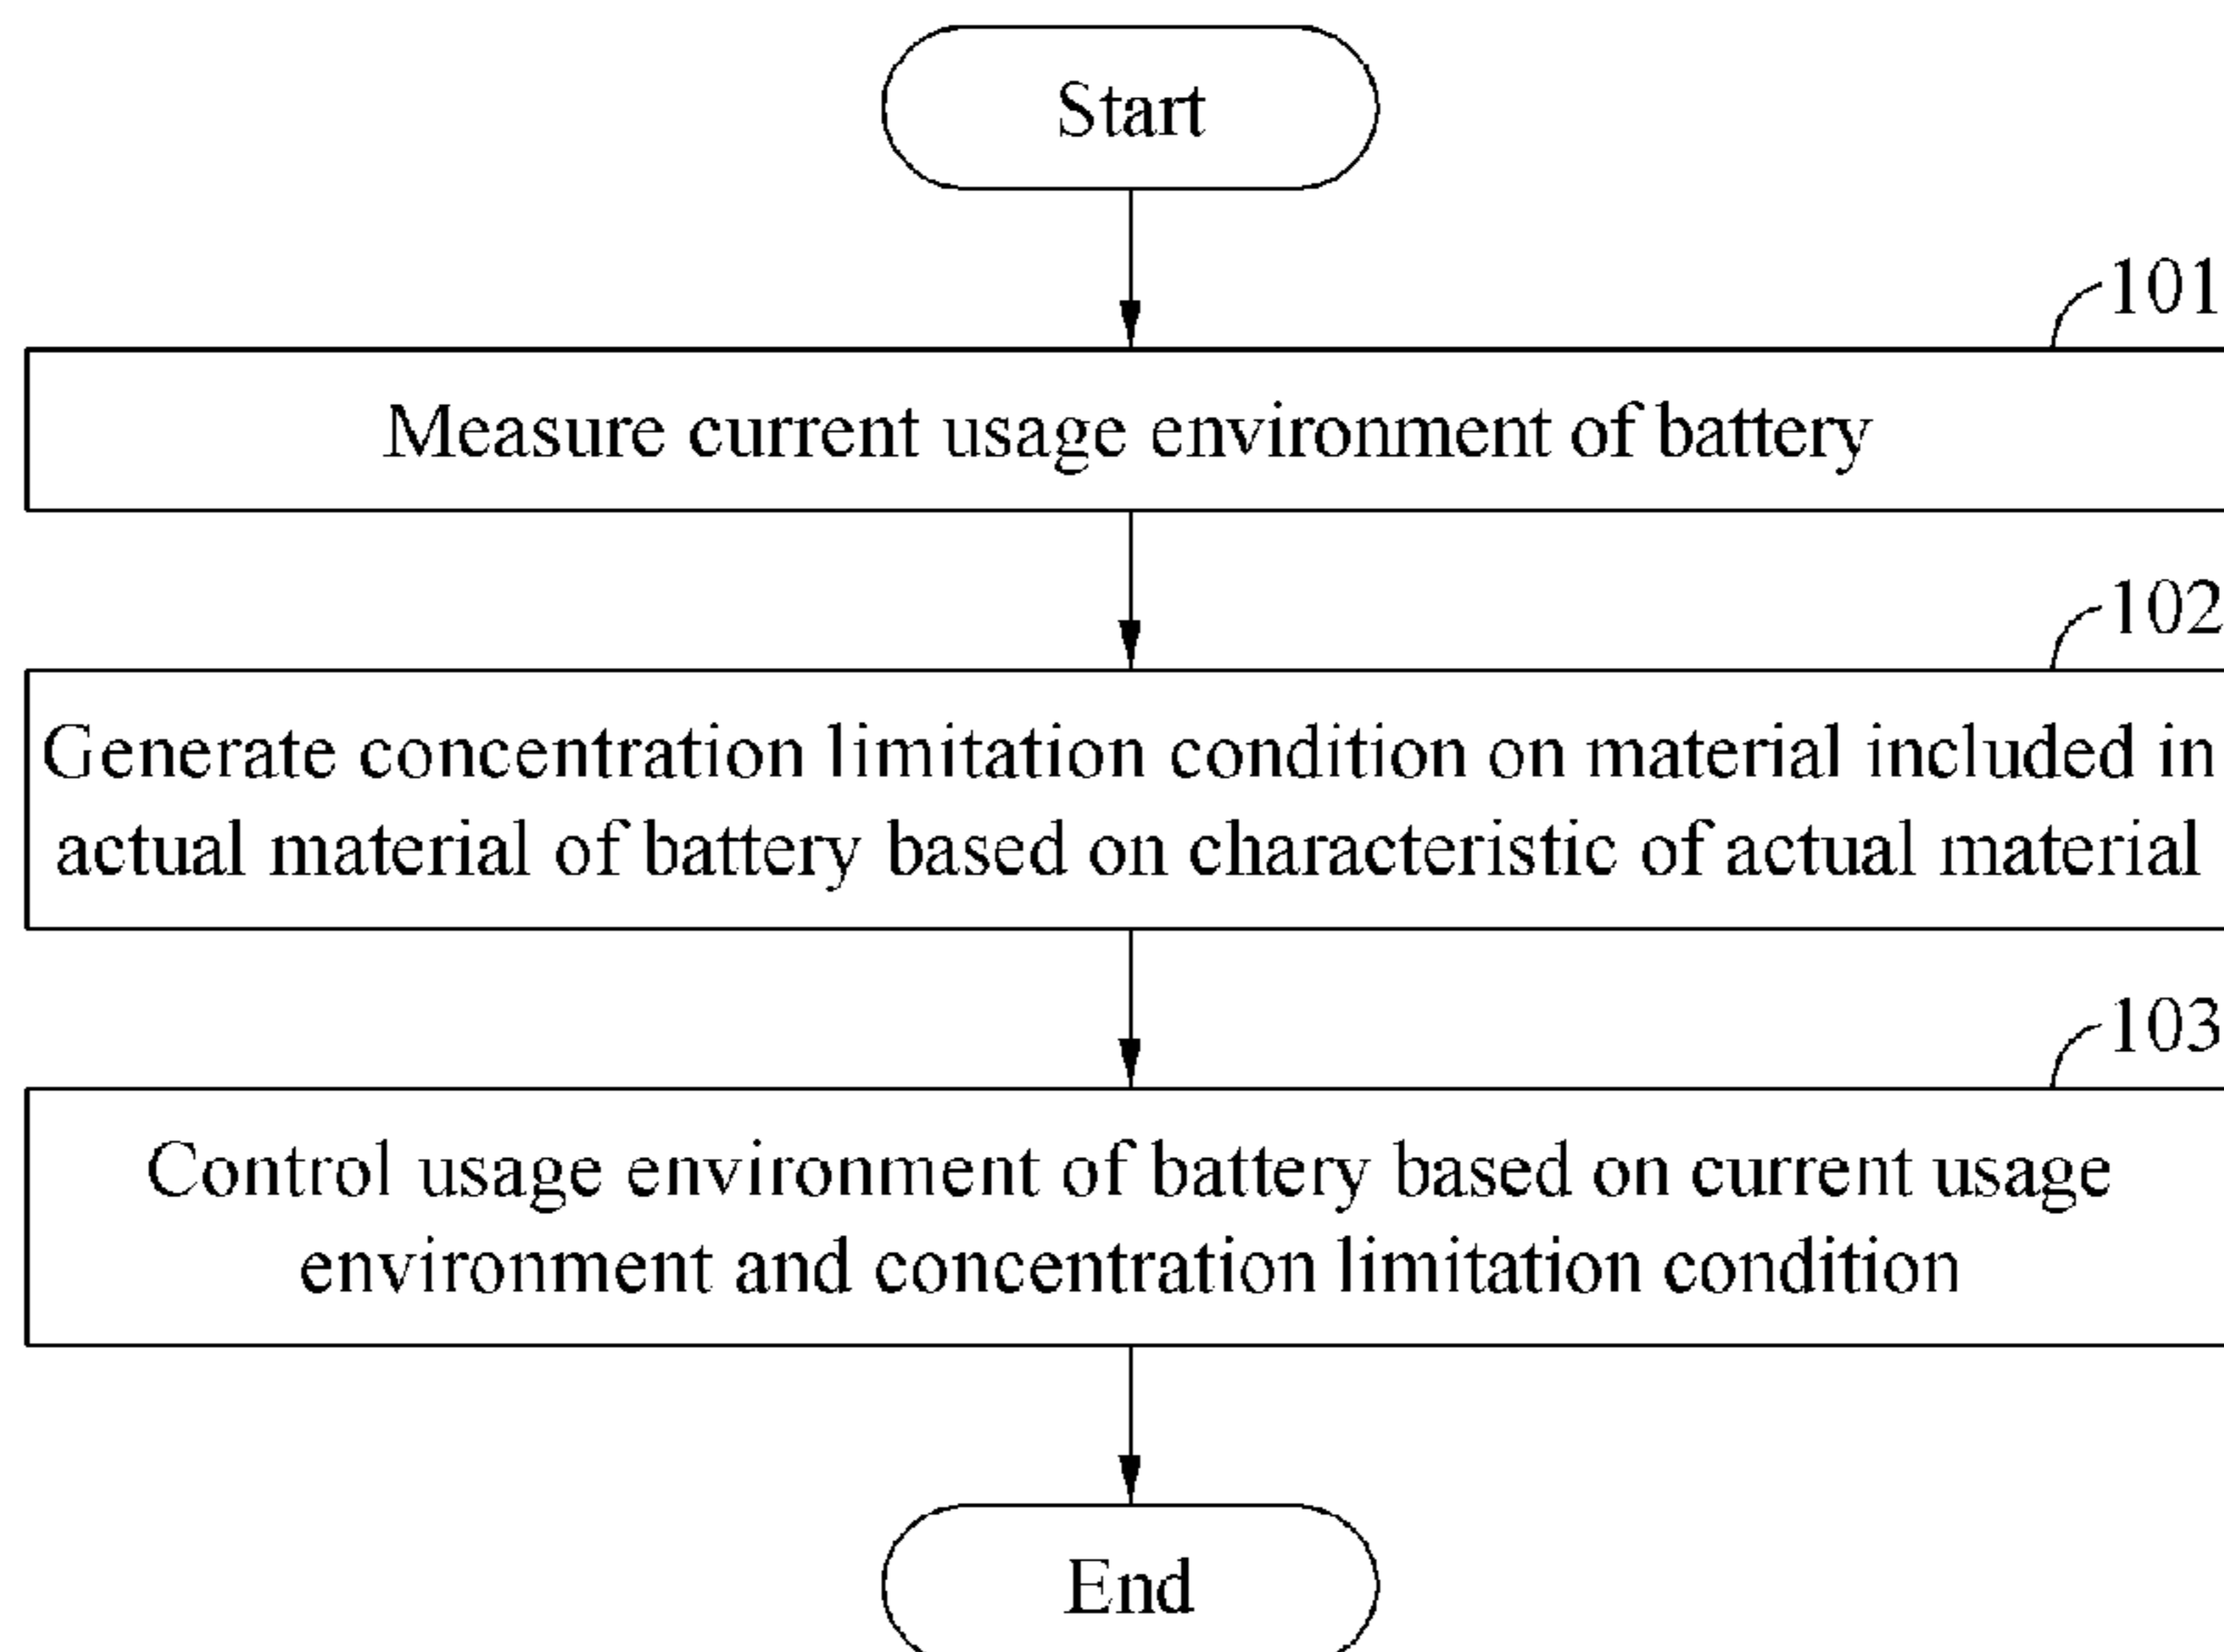 Start
101
Measure current usage environment of battery
102
Generate concentration limitation condition on material included in
actual material of battery based on characteristic of actual material
103
Control usage environment of battery based on current usage
environment and concentration limitation condition
End